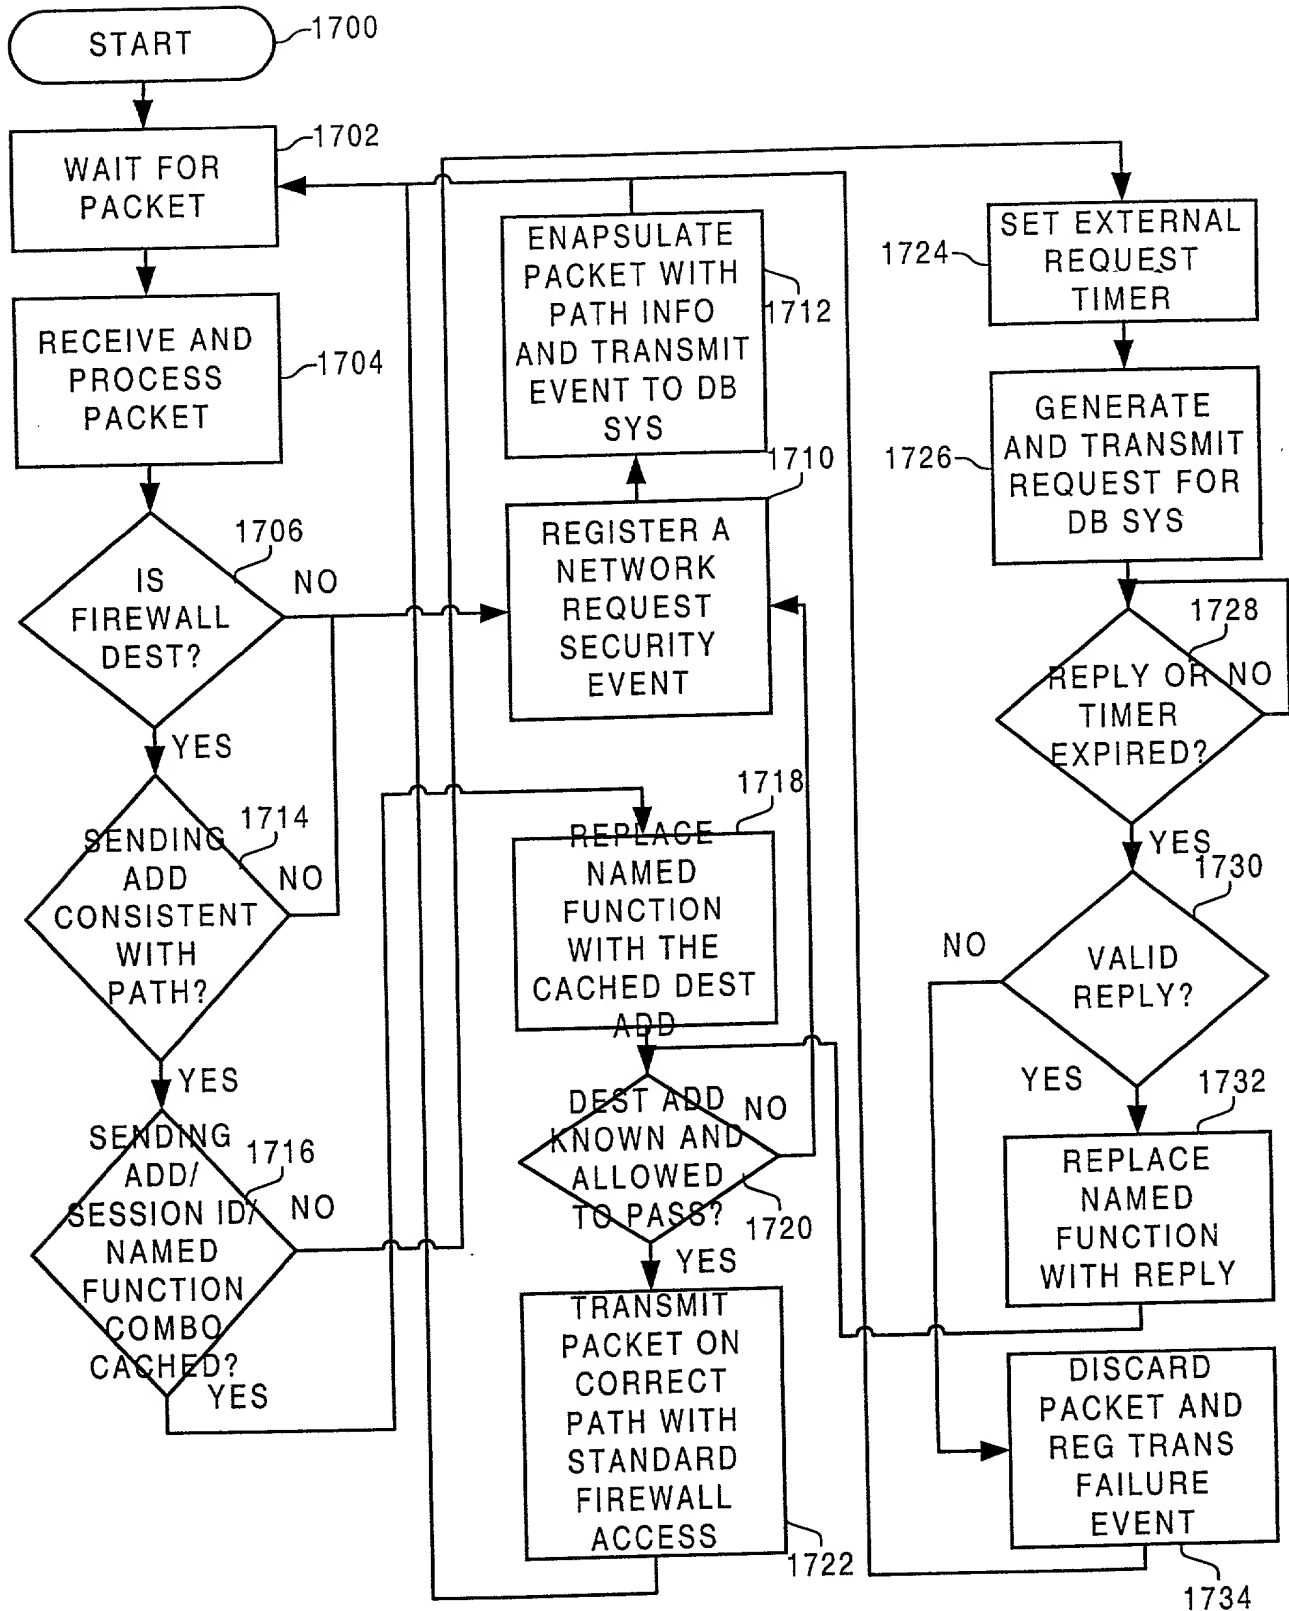 START
1700
WAIT FOR
PACKET
1702
RECEIVE AND
PROCESS
PACKET
1704
IS
FIREWALL
DEST?
1706
NO
YES
SENDING
ADD
CONSISTENT
WITH
PATH?
1714
NO
YES
SENDING
ADD/
SESSION ID/
NAMED
FUNCTION
COMBO
CACHED?
1716
NO
YES
ENAPSULATE
PACKET WITH
PATH INFO
AND TRANSMIT
EVENT TO DB
SYS
1712
REGISTER A
NETWORK
REQUEST
SECURITY
EVENT
1710
REPLACE
NAMED
FUNCTION
WITH THE
CACHED DEST
ADD
1718
DEST ADD
KNOWN AND
ALLOWED
TO PASS?
NO
1720
YES
TRANSMIT
PACKET ON
CORRECT
PATH WITH
STANDARD
FIREWALL
ACCESS
1722
SET EXTERNAL
REQUEST
TIMER
1724
GENERATE
AND TRANSMIT
REQUEST FOR
DB SYS
1726
REPLY OR
TIMER
EXPIRED?
1728
NO
YES
VALID
REPLY?
1730
NO
YES
REPLACE
NAMED
FUNCTION
WITH REPLY
1732
DISCARD
PACKET AND
REG TRANS
FAILURE
EVENT
1734